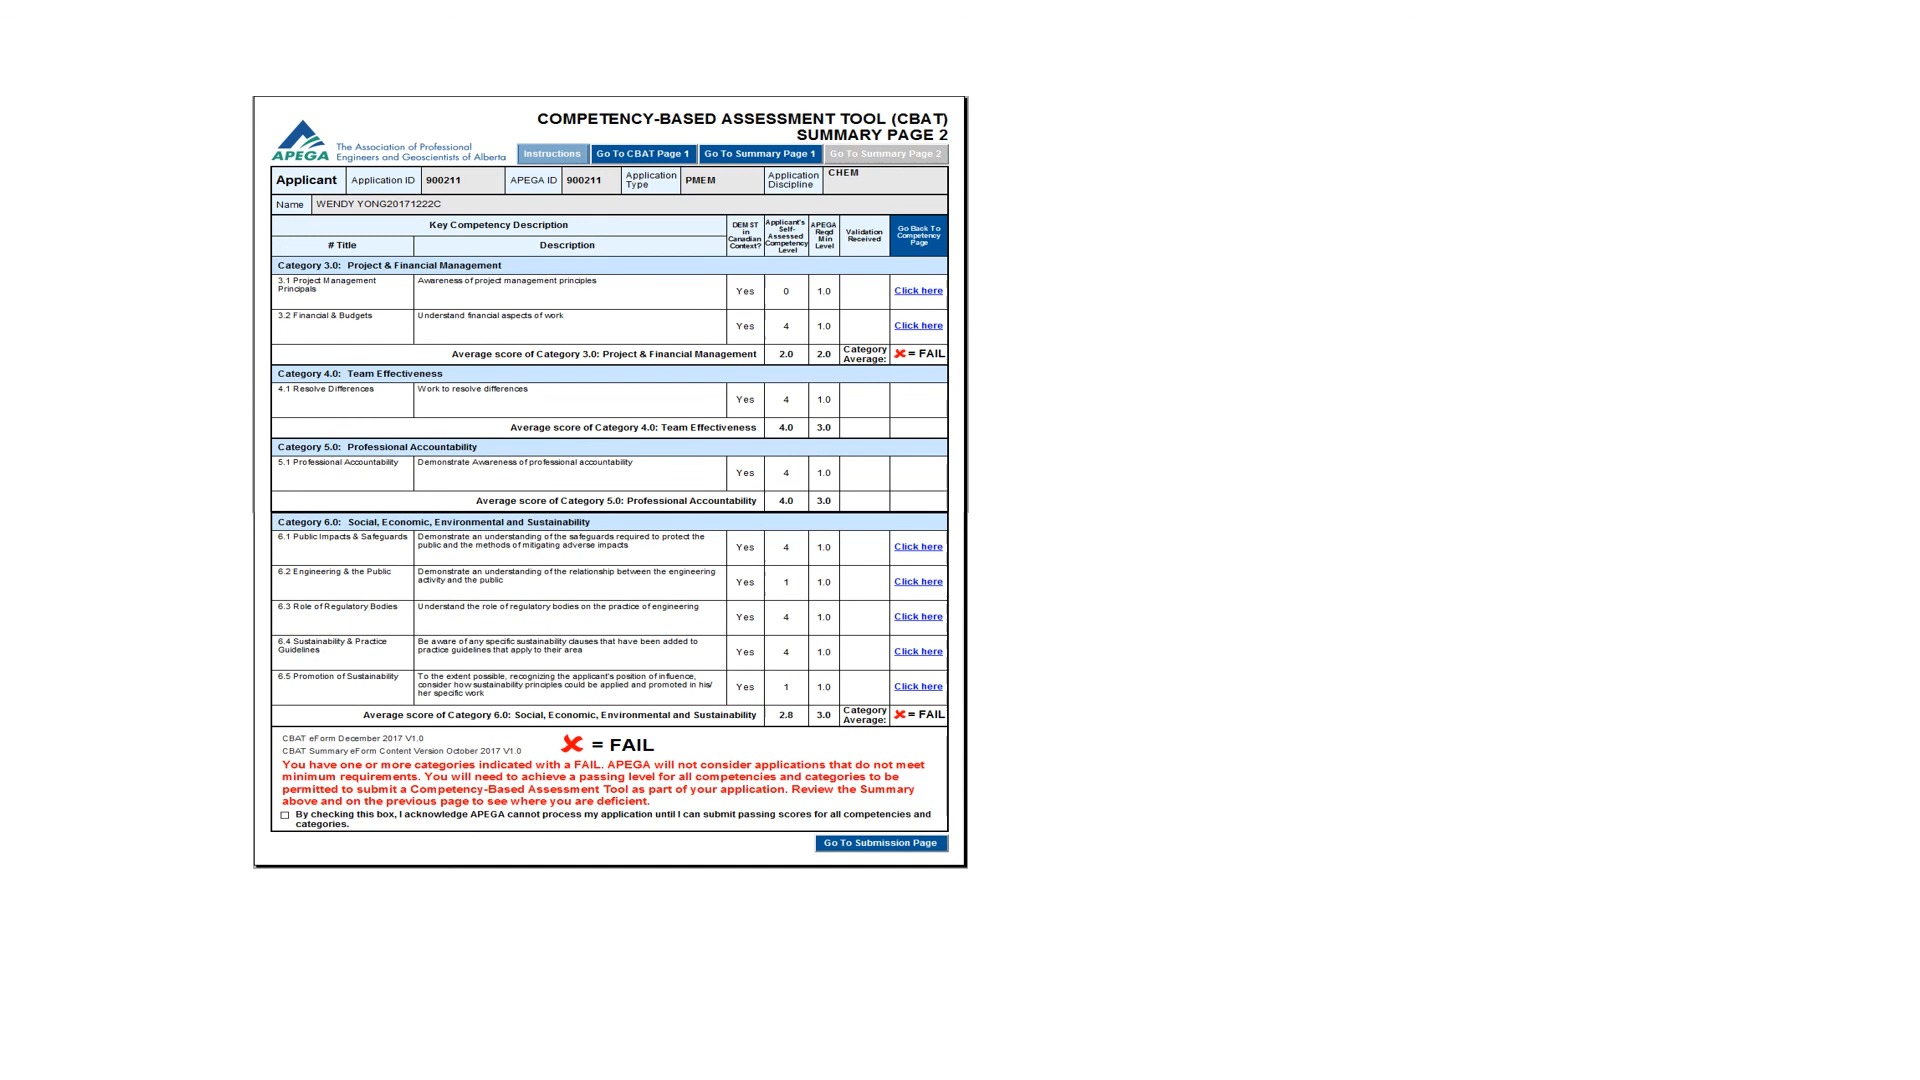 COMPETENCY-BASED ASSESSMENT TOOL (CBAT)
SUMMARY PAGE 2
APEGA
The Association of Professional
Engineers and Geoscientists of Alberta
Instructions
Go To CBAT Page 1
Go To Summary Page 1
Go To Summary Page 2
Applicant
Application ID
900211
APEGA ID
900211
Application
Type
PMEM
Application
Discipline
CHEM
Name
WENDY YONG20171222C
Key Competency Description
# Title
Description
DEMST
in
Canadian
Context?
Applicant's
Self-
Assessed
Competency
Level
APEGA
Reqd
Min
Level
Validation
Received
Go Back To
Competency
Page
Category 3.0: Project & Financial Management
3.1 Project Management
Principals
Awareness of project management principles
Yes
0
1.0
Click here
3.2 Financial & Budgets
Understand financial aspects of work
Yes
4
1.0
Click here
Average score of Category 3.0: Project & Financial Management
2.0
2.0
Category
Average:
= FAIL
Category 4.0: Team Effectiveness
4.1 Resolve Differences
Work to resolve differences
Yes
4
1.0
Average score of Category 4.0: Team Effectiveness
4.0
3.0
Category 5.0: Professional Accountability
5.1 Professional Accountability
Demonstrate Awareness of professional accountability
Yes
4
1.0
Average score of Category 5.0: Professional Accountability
4.0
3.0
Category 6.0: Social, Economic, Environmental and Sustainability
6.1 Public Impacts & Safeguards
Demonstrate an understanding of the safeguards required to protect the
public and the methods of mitigating adverse impacts
Yes
4
1.0
Click here
6.2 Engineering & the Public
Demonstrate an understanding of the relationship between the engineering
activity and the public
Yes
1
1.0
Click here
6.3 Role of Regulatory Bodies
Understand the role of regulatory bodies on the practice of engineering
Yes
4
1.0
Click here
6.4 Sustainability & Practice
Guidelines
Be aware of any specific sustainability clauses that have been added to
practice guidelines that apply to their area
Yes
4
1.0
Click here
6.5 Promotion of Sustainability
To the extent possible, recognizing the applicant's position of influence,
consider how sustainability principles could be applied and promoted in his/
her specific work
Yes
1
1.0
Click here
Average score of Category 6.0: Social, Economic, Environmental and Sustainability
2.8
3.0
Category
Average:
= FAIL
CBAT eForm December 2017 V1.0
CBAT Summary eForm Content Version October 2017 V1.0
= FAIL
You have one or more categories indicated with a FAIL. APEGA will not consider applications that do not meet
minimum requirements. You will need to achieve a passing level for all competencies and categories to be
permitted to submit a Competency-Based Assessment Tool as part of your application. Review the Summary
above and on the previous page to see where you are deficient.
By checking this box, I acknowledge APEGA cannot process my application until I can submit passing scores for all competencies and
categories.
Go To Submission Page